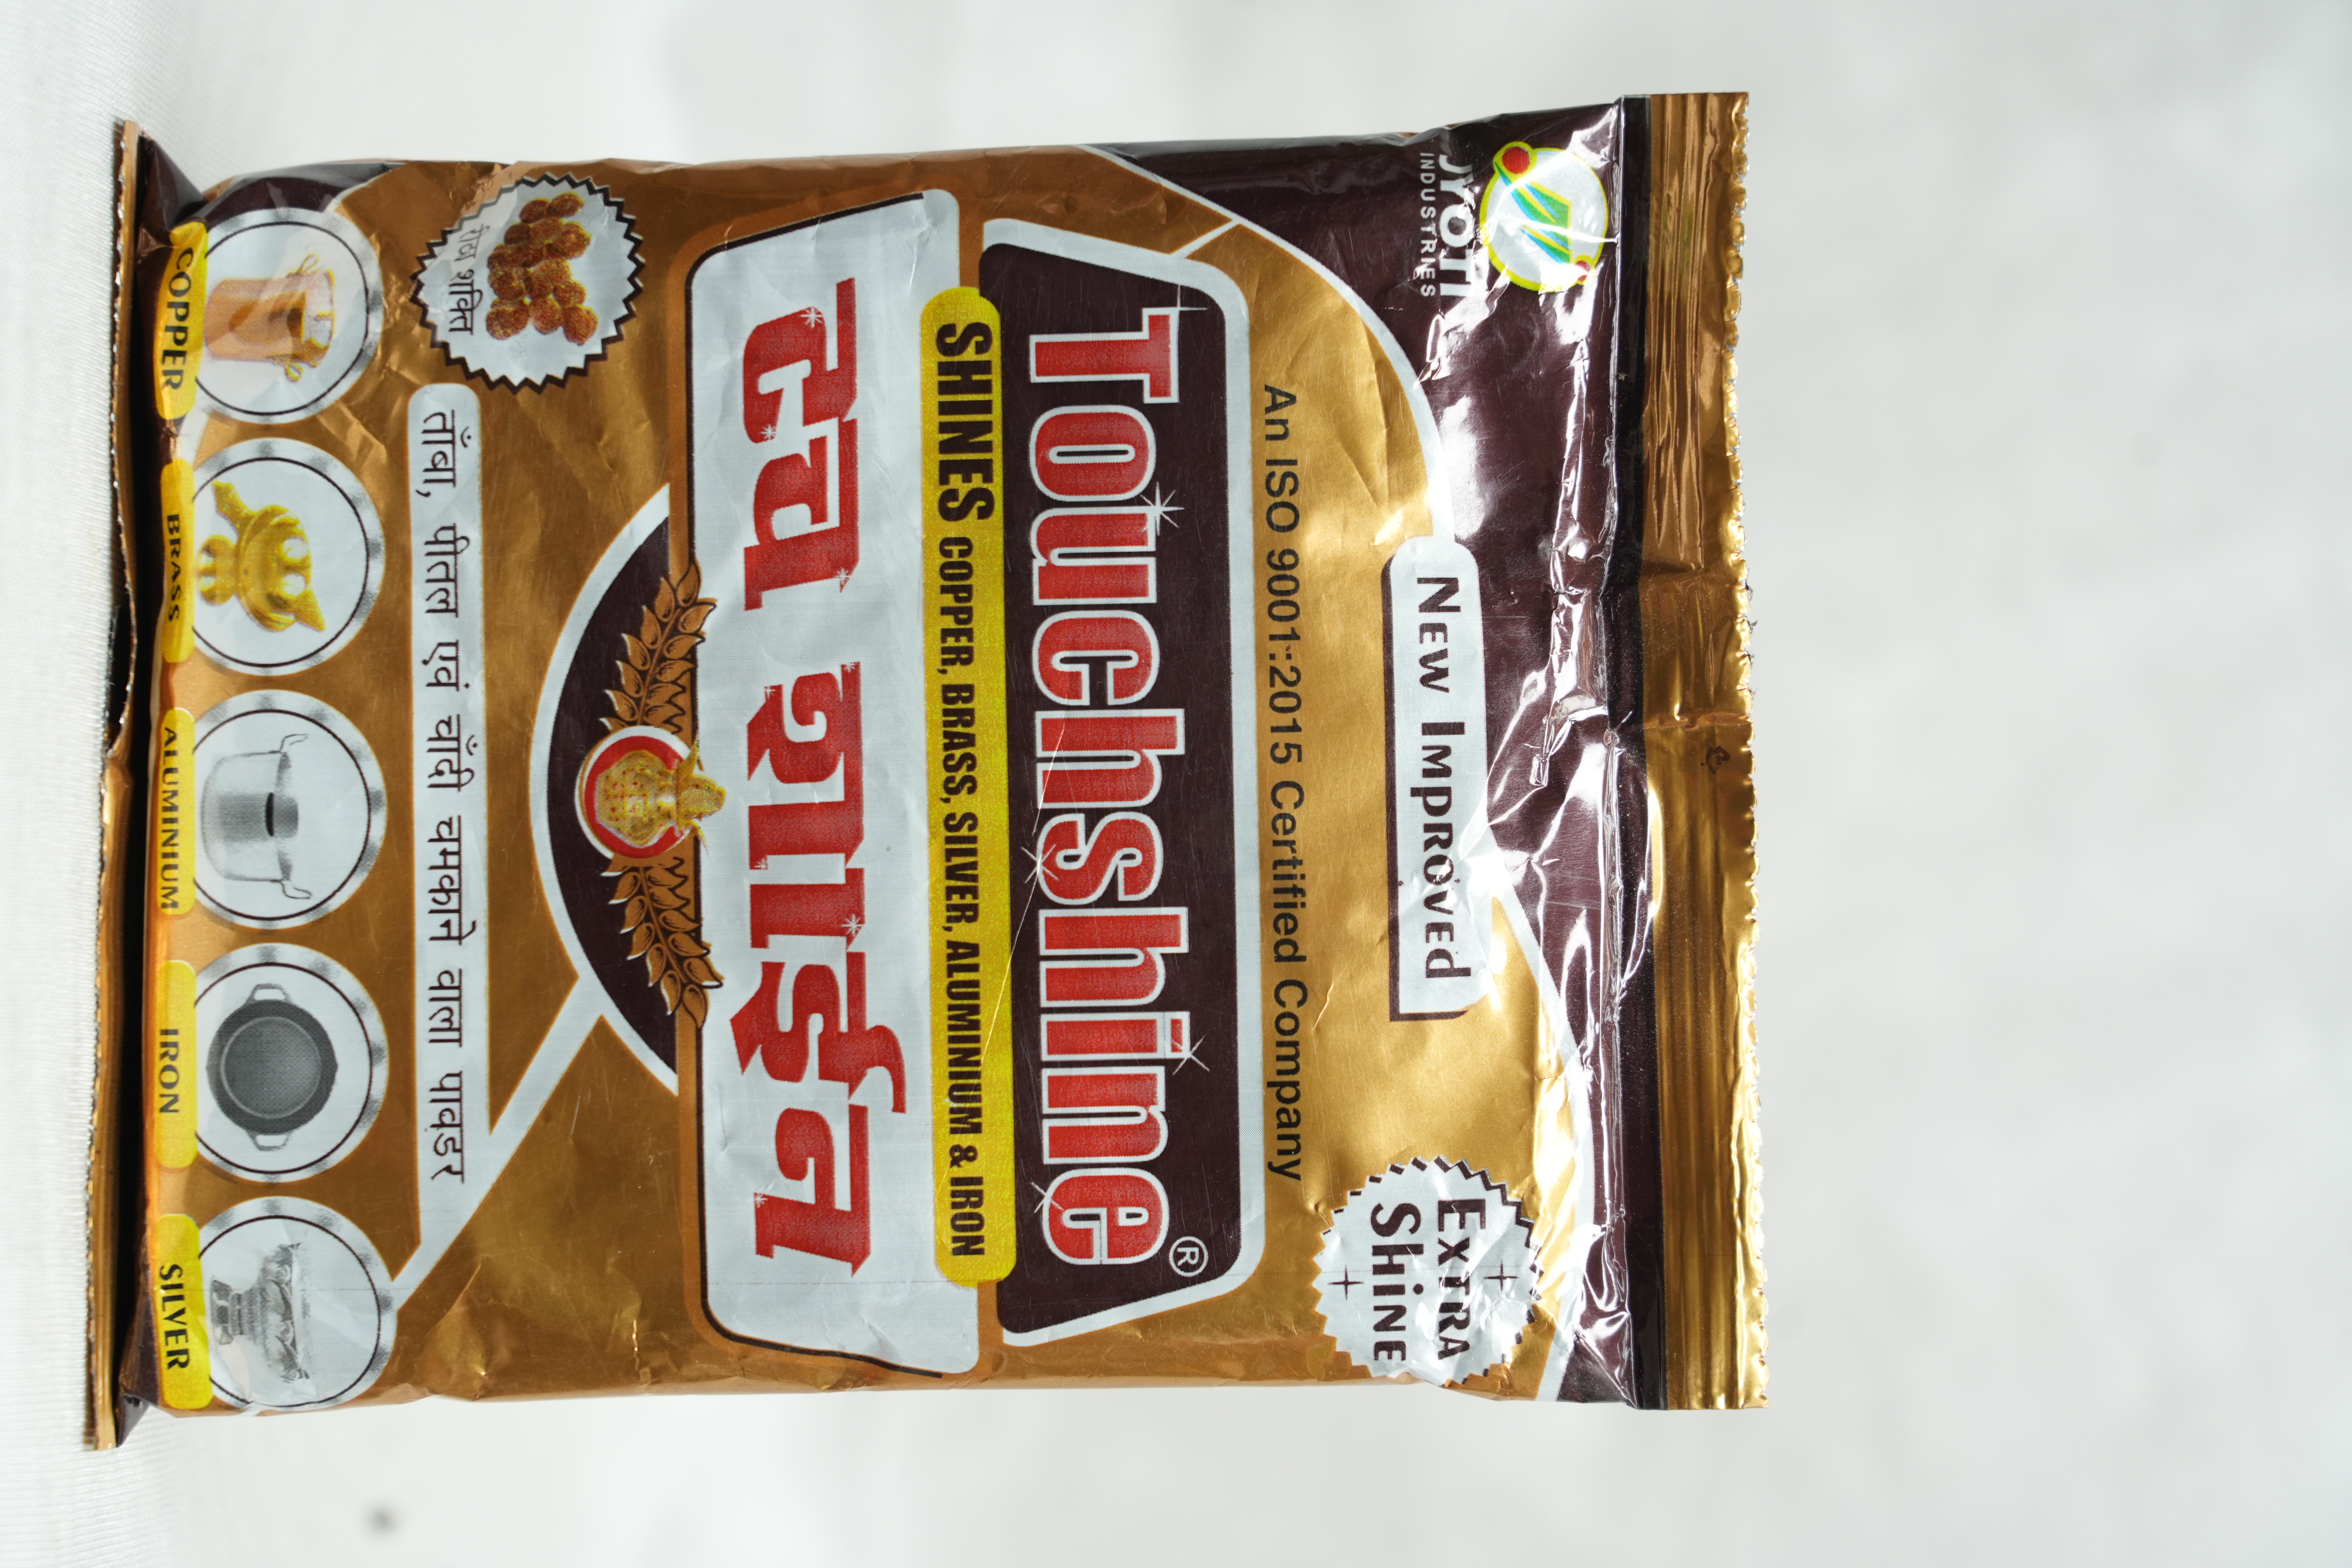 JYOTI
INDUSTRIES
NEW IMPROVED
EXTRA
SHINE
An ISO 9001:2015 Certified Company
Touchshine®
SHINES COPPER, BRASS, SILVER, ALUMINIUM & IRON
टच शाईन
रीठा शक्ति
ताँबा, पीतल एवं चाँदी चमकाने वाला पावडर
COPPER
BRASS
ALUMINIUM
IRON
SILVER